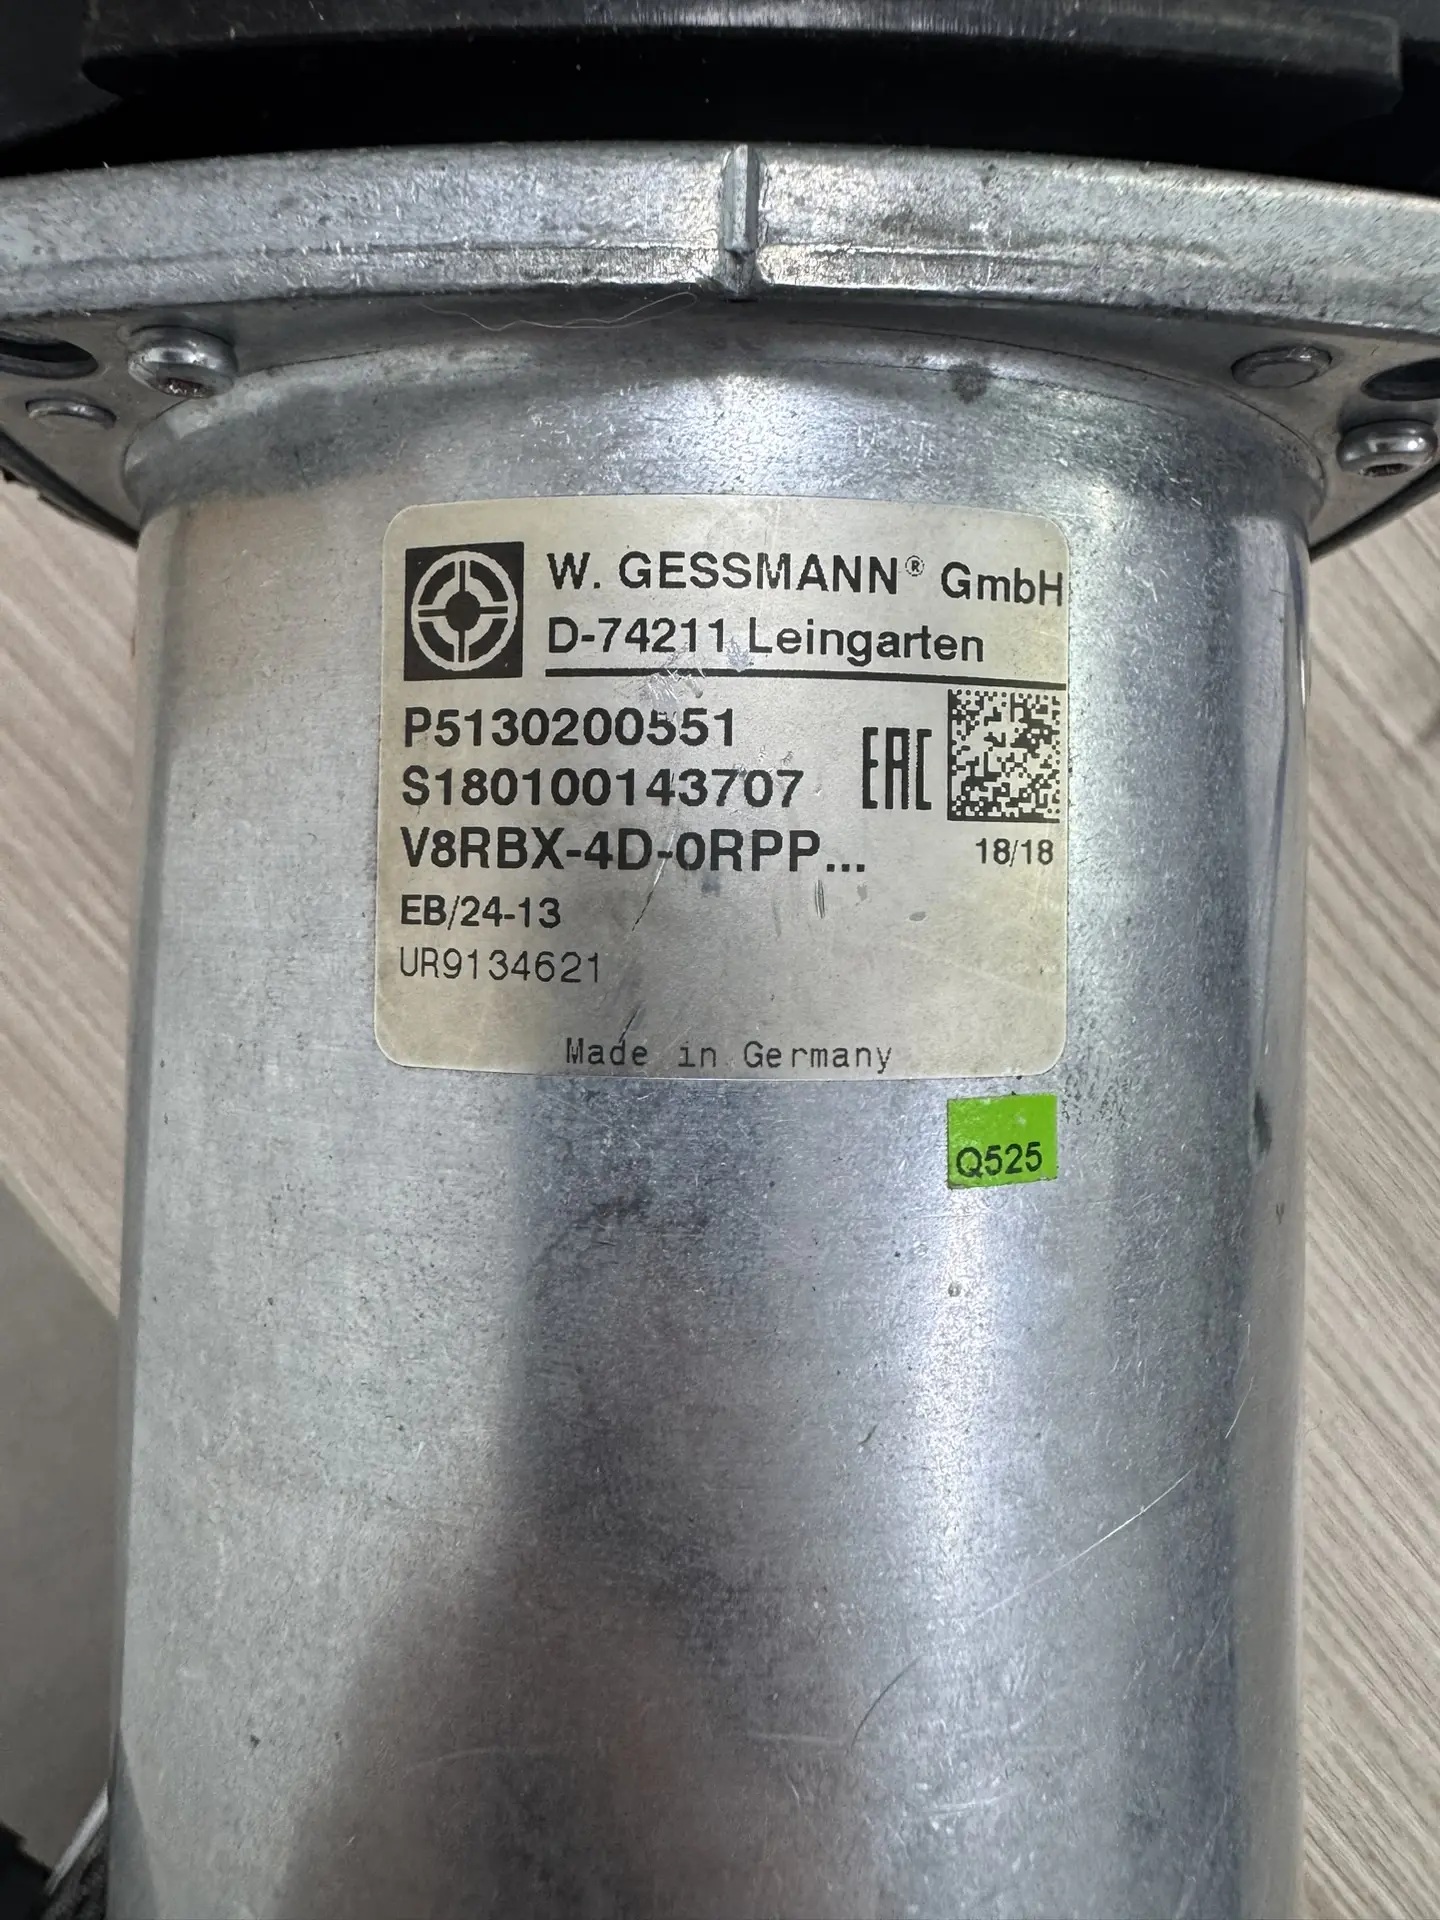 W. GESSMANN® GmbH
D-74211 Leingarten
P5130200551
S180100143707
EAC
V8RBX-4D-0RPP...
18/18
EB/24-13
UR9134621
Made in Germany
Q525